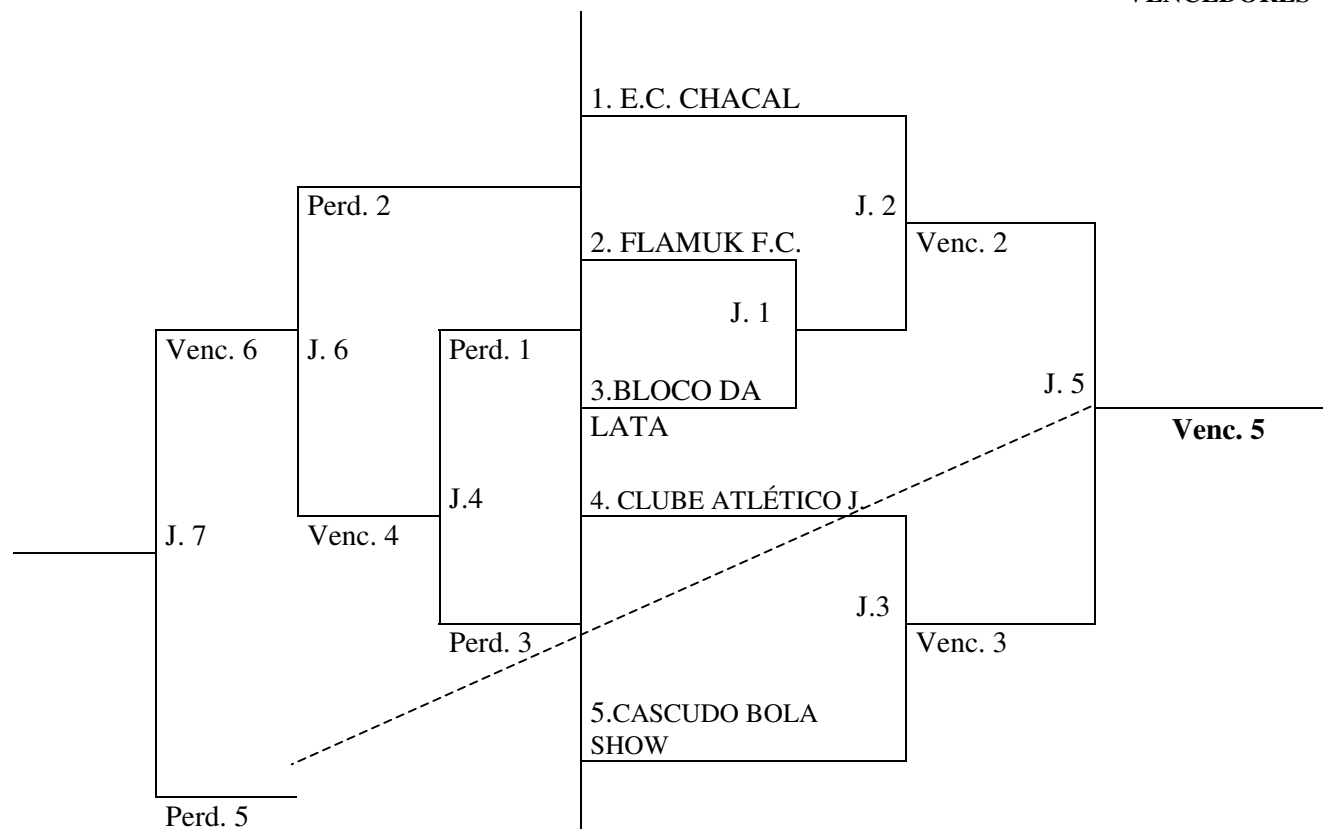 VENCEDORES
1. E.C. CHACAL
Perd. 2
J. 2
2. FLAMUK F.C.
Venc. 2
J. 1
Venc. 6
J. 6
Perd. 1
3.BLOCO DA
LATA
J. 5
Venc. 5
4. CLUBE ATLÉTICO J.
J.4
J. 7
Venc. 4
J.3
Perd. 3
Venc. 3
5.CASCUDO BOLA
SHOW
Perd. 5